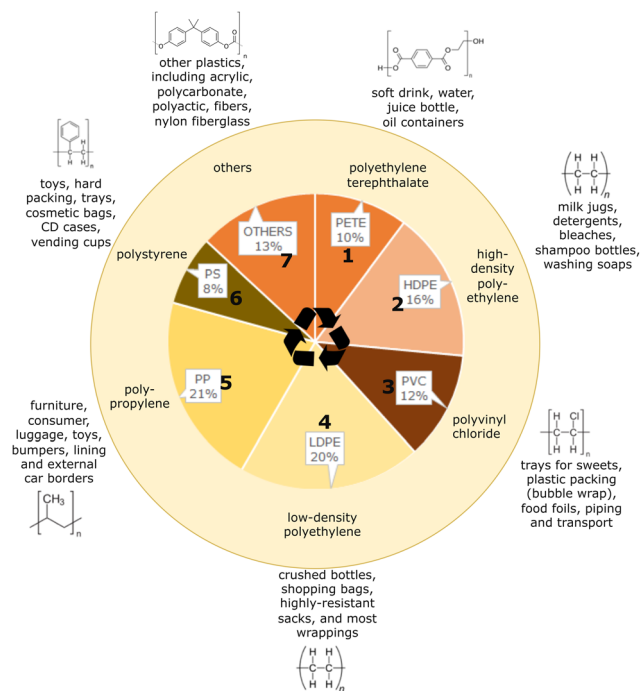 other plastics,
including acrylic,
polycarbonate,
polyactic, fibers,
nylon fiberglass
soft drink, water,
juice bottle,
oil containers
toys, hard
packing, trays,
cosmetic bags,
CD cases,
vending cups
milk jugs,
detergents,
bleaches,
shampoo bottles,
washing soaps
others
polyethylene
terephthalate
OTHERS
13%
7
PETE
10%
1
polystyrene
PS
8%
6
HDPE
16%
2
high-
density
poly-
ethylene
poly-
propylene
PP
21%
5
3
PVC
12%
polyvinyl
chloride
4
LDPE
20%
low-density
polyethylene
furniture,
consumer,
luggage, toys,
bumpers, lining
and external
car borders
trays for sweets,
plastic packing
(bubble wrap),
food foils, piping
and transport
crushed bottles,
shopping bags,
highly-resistant
sacks, and most
wrappings
O
O
O
n
H
O
O
O
O
OH
n
H
H
C
C
H
n
H
H
C
C
H
H
n
H
Cl
C
C
H
H
n
CH3
n
H
H
C
C
H
H
n